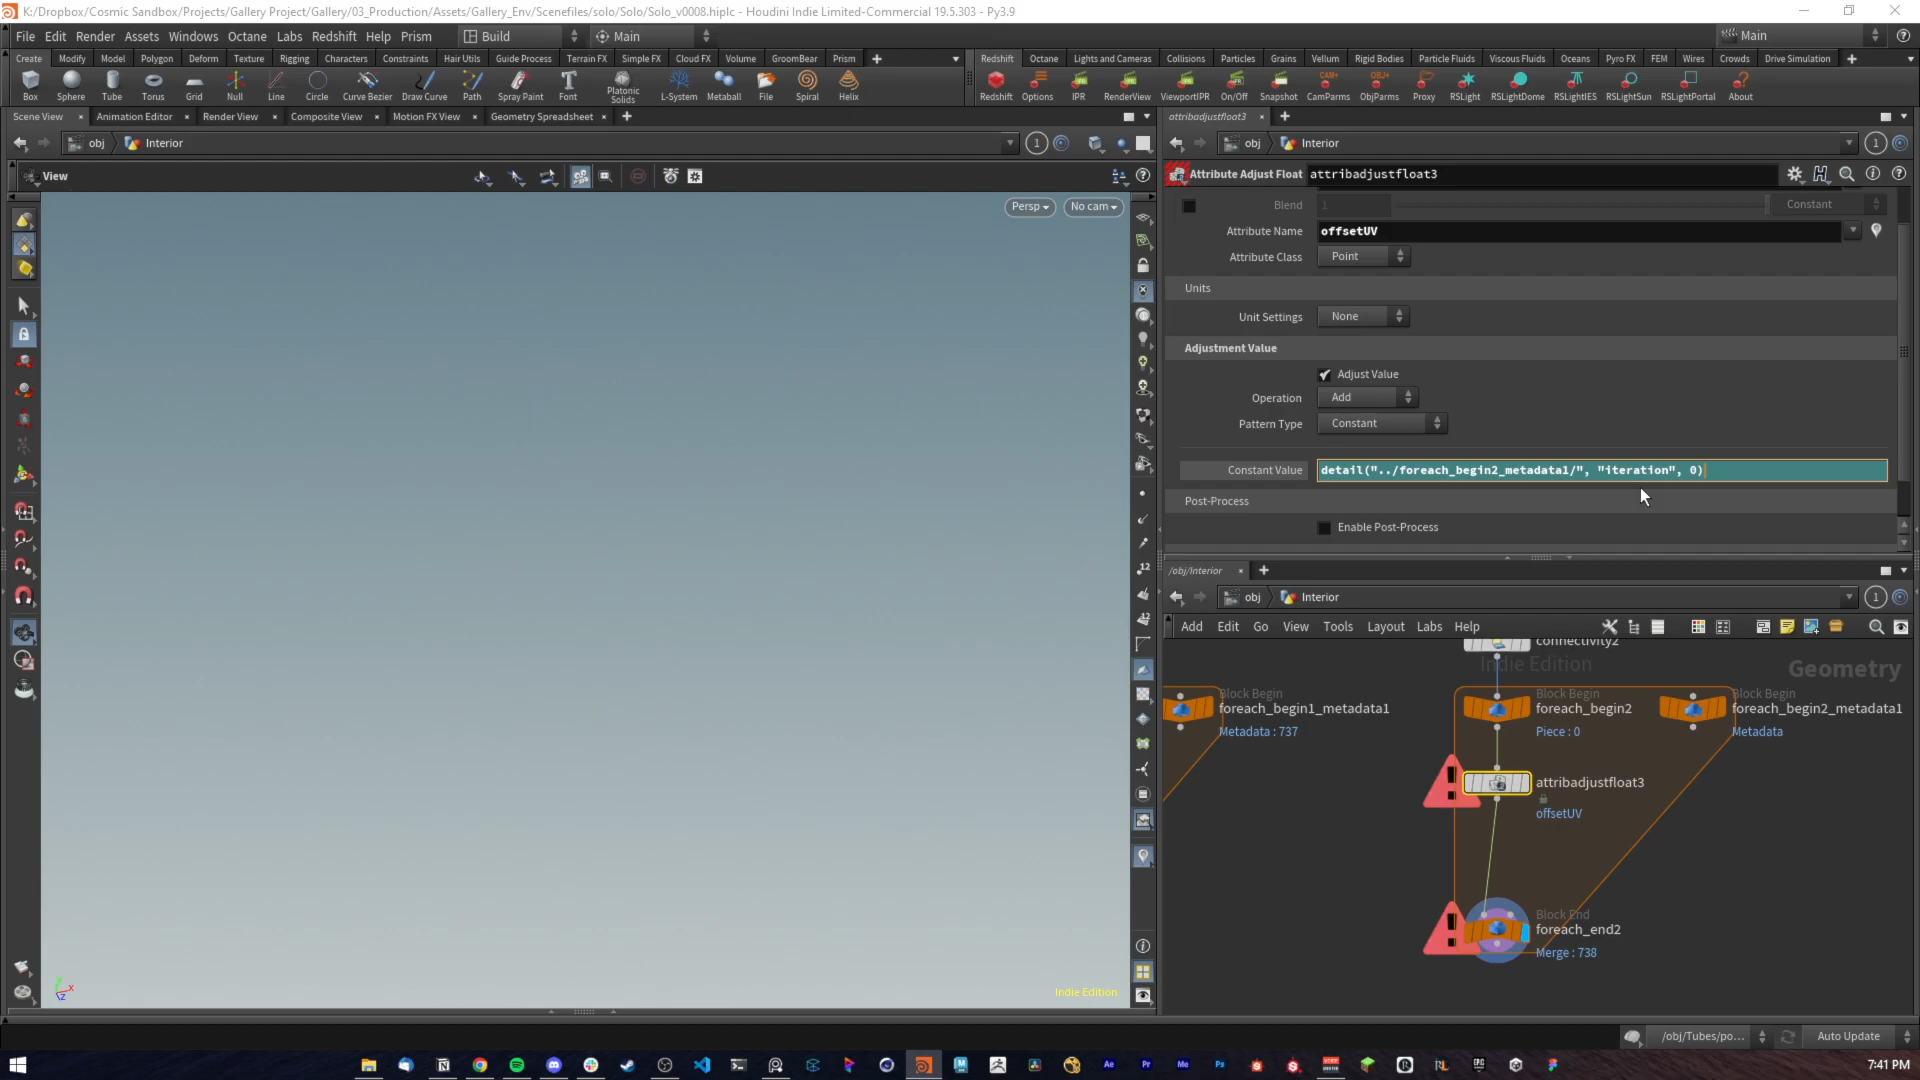 K:/Dropbox/Cosmic Sandbox/Projects/Gallery Project/Gallery/03_Production/Assets/Gallery_Env/Scenefiles/solo/Solo/Solo_v0008.hiplc - Houdini Indie Limited-Commercial 19.5.303 - Py3.9
File Edit Render Assets Windows Octane Labs Redshift Help Prism Build Main Main
Create Modify Model Polygon Deform Texture Rigging Characters Constraints Hair Utils Guide Process Terrain FX Simple FX Cloud FX Volume GroomBear Prism
Redshift Octane Lights and Cameras Collisions Particles Grains Vellum Rigid Bodies Particle Fluids Viscous Fluids Oceans Pyro FX FEM Wires Crowds Drive Simulation
Box Sphere Tube Torus Grid Null Line Circle Curve Bezier Draw Curve Path Spray Paint Font Platonic Solids L-System Metaball File Spiral Helix
Redshift Options IPR RenderView ViewportIPR On/Off Snapshot CamParms ObjParms Proxy RSLight RSLightDome RSLightIES RSLightSun RSLightPortal About
Scene View Animation Editor Render View Composite View Motion FX View Geometry Spreadsheet
obj Interior 1
View
Persp No cam
Indie Edition
attribadjustfloat3
obj Interior 1
Attribute Adjust Float attribadjustfloat3
Blend 1 Constant
Attribute Name offsetUV
Attribute Class Point
Units
Unit Settings None
Adjustment Value
Adjust Value
Operation Add
Pattern Type Constant
Constant Value detail("../foreach_begin2_metadata1/", "iteration", 0)
Post-Process
Enable Post-Process
/obj/Interior
obj Interior 1
Add Edit Go View Tools Layout Labs Help
connectivity2
Indie Edition
Geometry
Block Begin
foreach_begin1_metadata1
Metadata : 737
Block Begin
foreach_begin2
Piece : 0
Block Begin
foreach_begin2_metadata1
Metadata
attribadjustfloat3
offsetUV
Block End
foreach_end2
Merge : 738
/obj/Tubes/po... Auto Update
7:41 PM